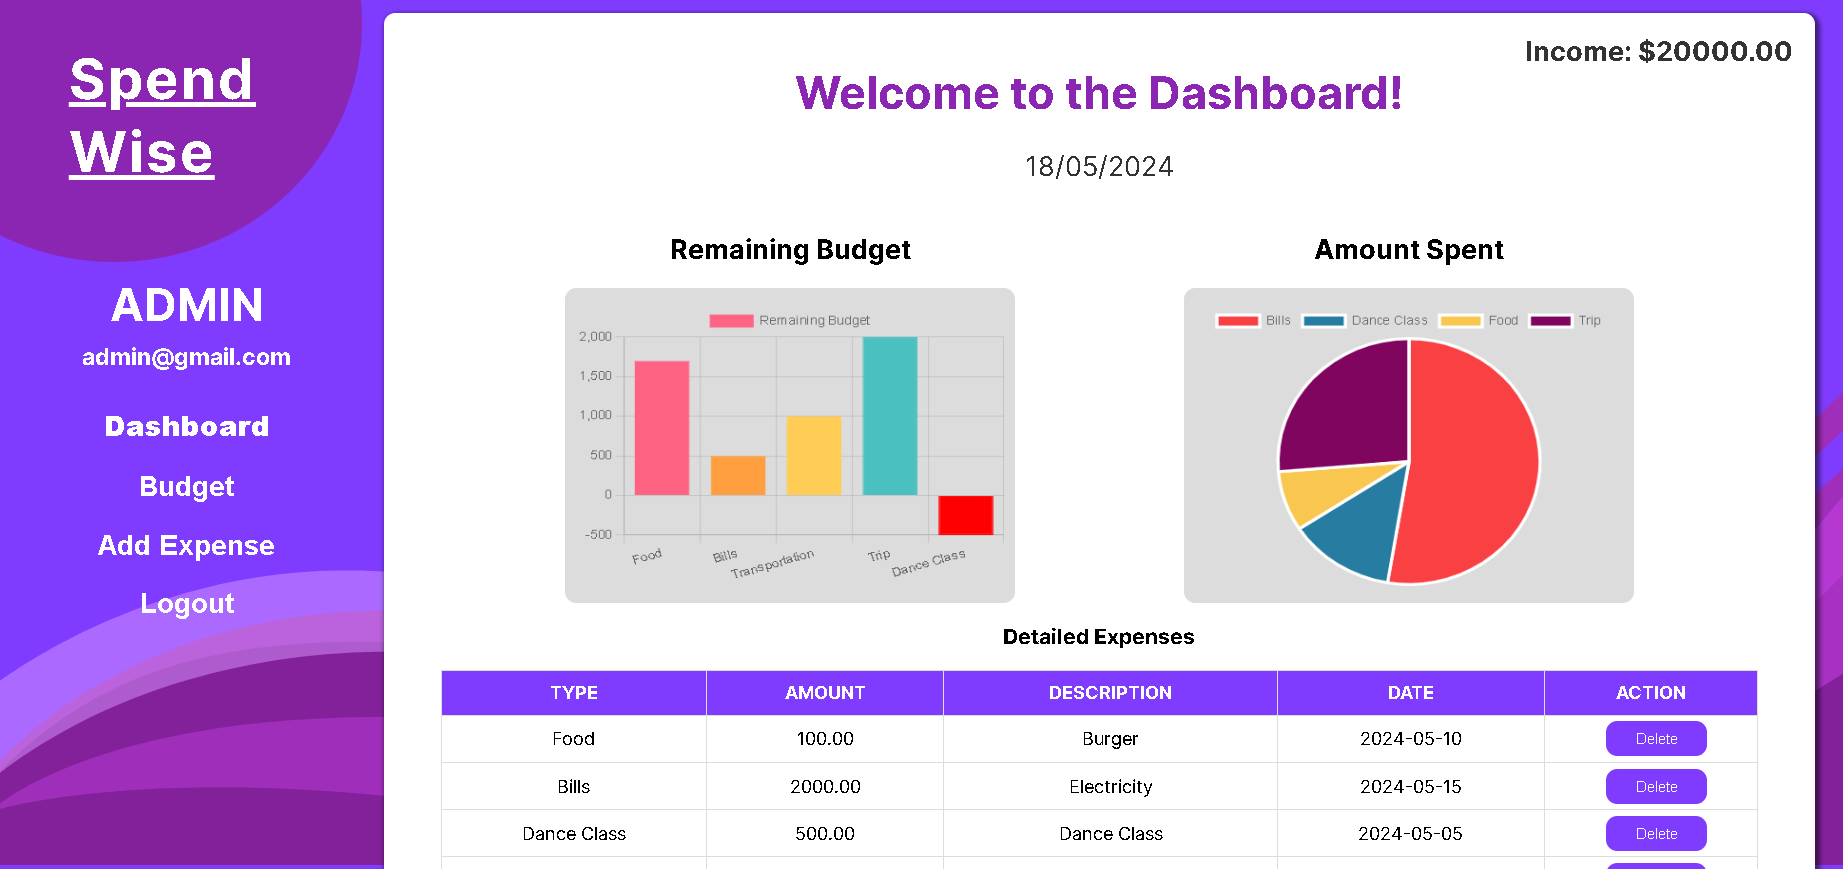 Spend
Wise
ADMIN
admin@gmail.com
Dashboard
Budget
Add Expense
Logout
Income: $20000.00
Welcome to the Dashboard!
18/05/2024
Remaining Budget
Remaining Budget
2,000
1,500
1,000
500
0
-500
Food
Bills
Transportation
Trip
Dance Class
Amount Spent
Bills Dance Class Food Trip
Detailed Expenses
TYPE AMOUNT DESCRIPTION DATE ACTION
Food 100.00 Burger 2024-05-10 Delete
Bills 2000.00 Electricity 2024-05-15 Delete
Dance Class 500.00 Dance Class 2024-05-05 Delete